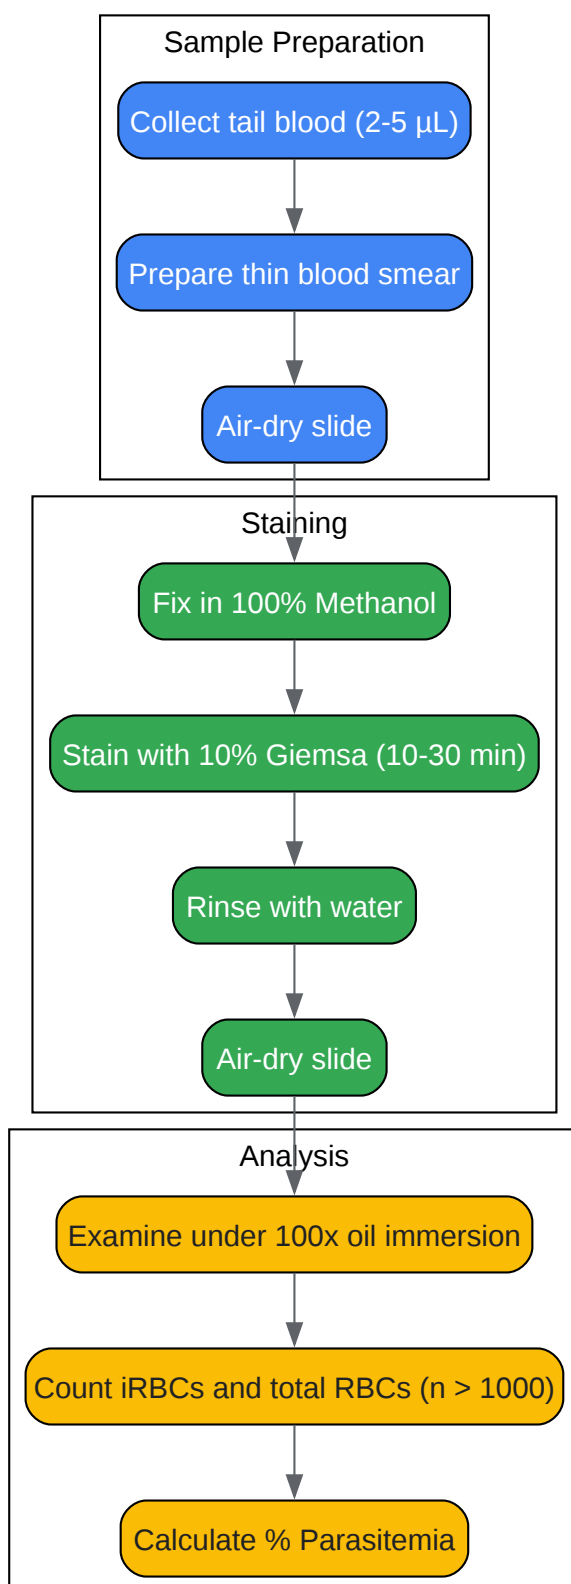 Sample Preparation
Collect tail blood (2-5 µL)
Prepare thin blood smear
Air-dry slide
Staining
Fix in 100% Methanol
Stain with 10% Giemsa (10-30 min)
Rinse with water
Air-dry slide
Analysis
Examine under 100x oil immersion
Count iRBCs and total RBCs (n > 1000)
Calculate % Parasitemia